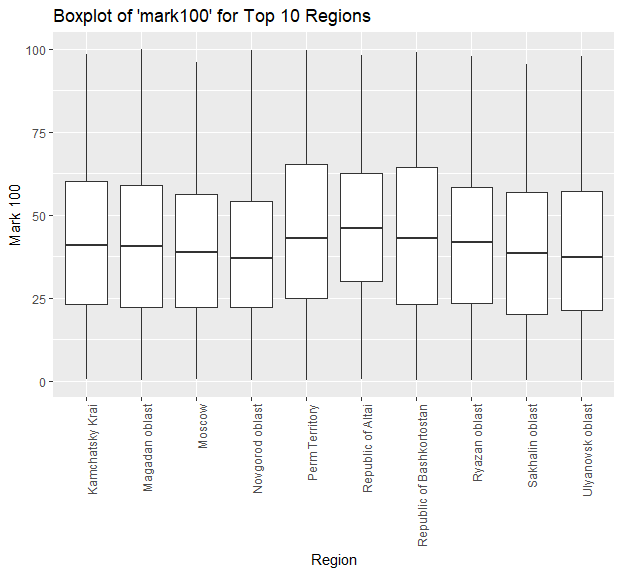 Boxplot of 'mark100' for Top 10 Regions
Mark 100
100
75
50
25
0
Kamchatsky Krai
Magadan oblast
Moscow
Novgorod oblast
Perm Territory
Republic of Altai
Republic of Bashkortostan
Ryazan oblast
Sakhalin oblast
Ulyanovsk oblast
Region